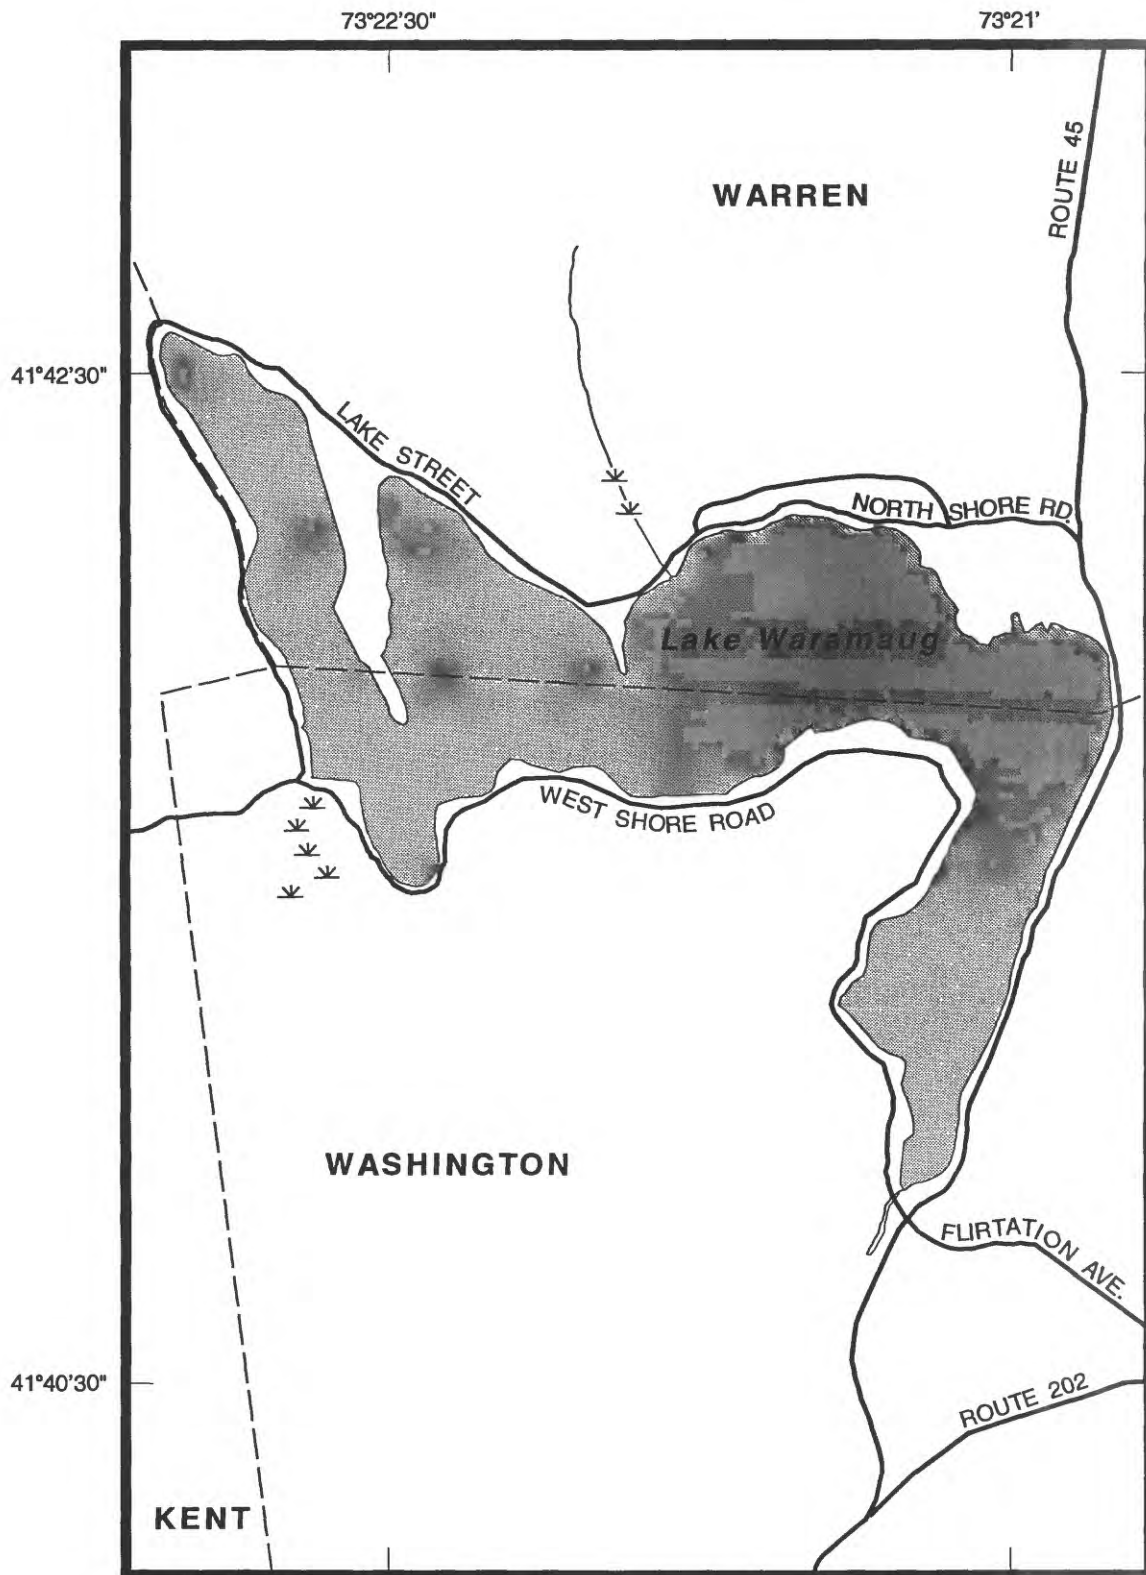 73°22'30" 73°21'
WARREN
ROUTE 45
41°42'30"
LAKE STREET
NORTH SHORE RD.
Lake Waramaug
WEST SHORE ROAD
WASHINGTON
FLIRTATION AVE.
41°40'30"
ROUTE 202
KENT